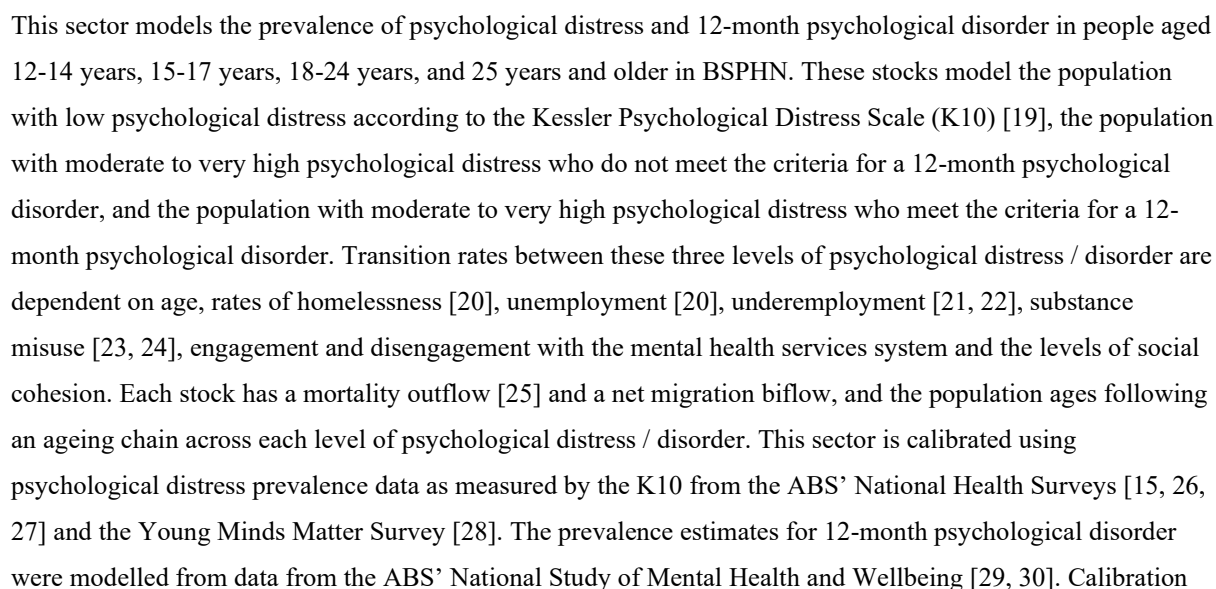 This sector models the prevalence of psychological distress and 12-month psychological disorder in people aged
12-14 years, 15-17 years, 18-24 years, and 25 years and older in BSPHN. These stocks model the population
with low psychological distress according to the Kessler Psychological Distress Scale (K10) [19], the population
with moderate to very high psychological distress who do not meet the criteria for a 12-month psychological
disorder, and the population with moderate to very high psychological distress who meet the criteria for a 12-
month psychological disorder. Transition rates between these three levels of psychological distress / disorder are
dependent on age, rates of homelessness [20], unemployment [20], underemployment [21, 22], substance
misuse [23, 24], engagement and disengagement with the mental health services system and the levels of social
cohesion. Each stock has a mortality outflow [25] and a net migration biflow, and the population ages following
an ageing chain across each level of psychological distress / disorder. This sector is calibrated using
psychological distress prevalence data as measured by the K10 from the ABS’ National Health Surveys [15, 26,
27] and the Young Minds Matter Survey [28]. The prevalence estimates for 12-month psychological disorder
were modelled from data from the ABS’ National Study of Mental Health and Wellbeing [29, 30]. Calibration